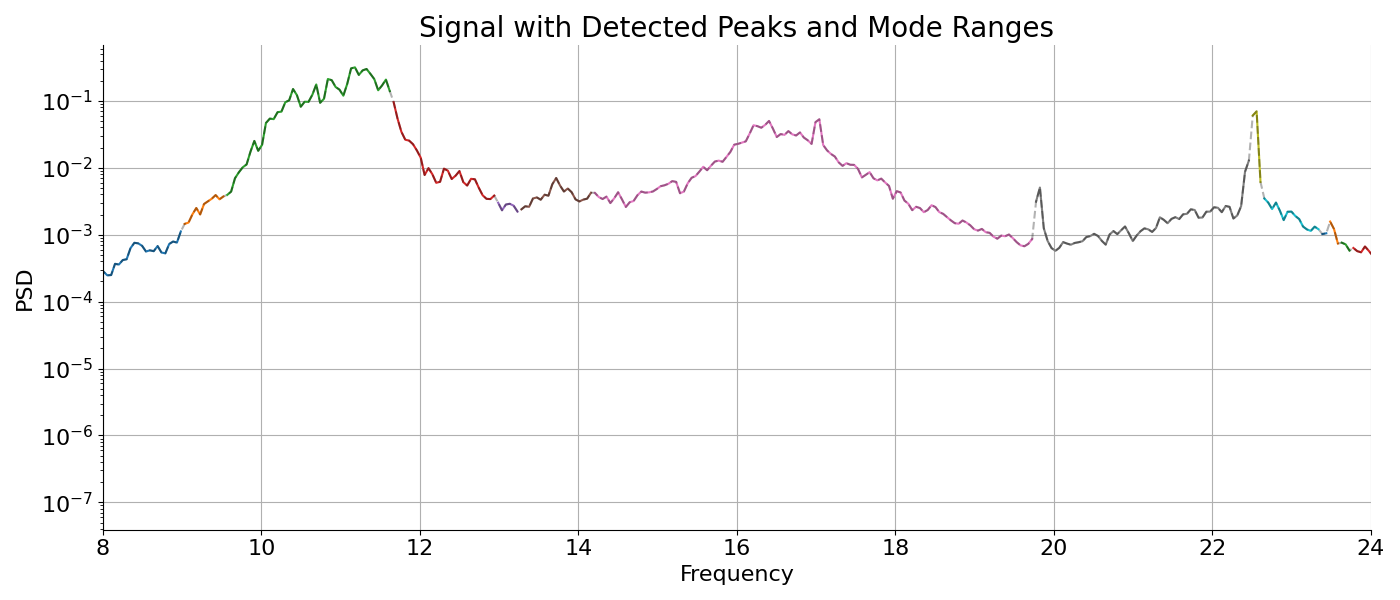 Signal with Detected Peaks and Mode Ranges
PSD
10⁻¹
10⁻²
10⁻³
10⁻⁴
10⁻⁵
10⁻⁶
10⁻⁷
8 10 12 14 16 18 20 22 24
Frequency